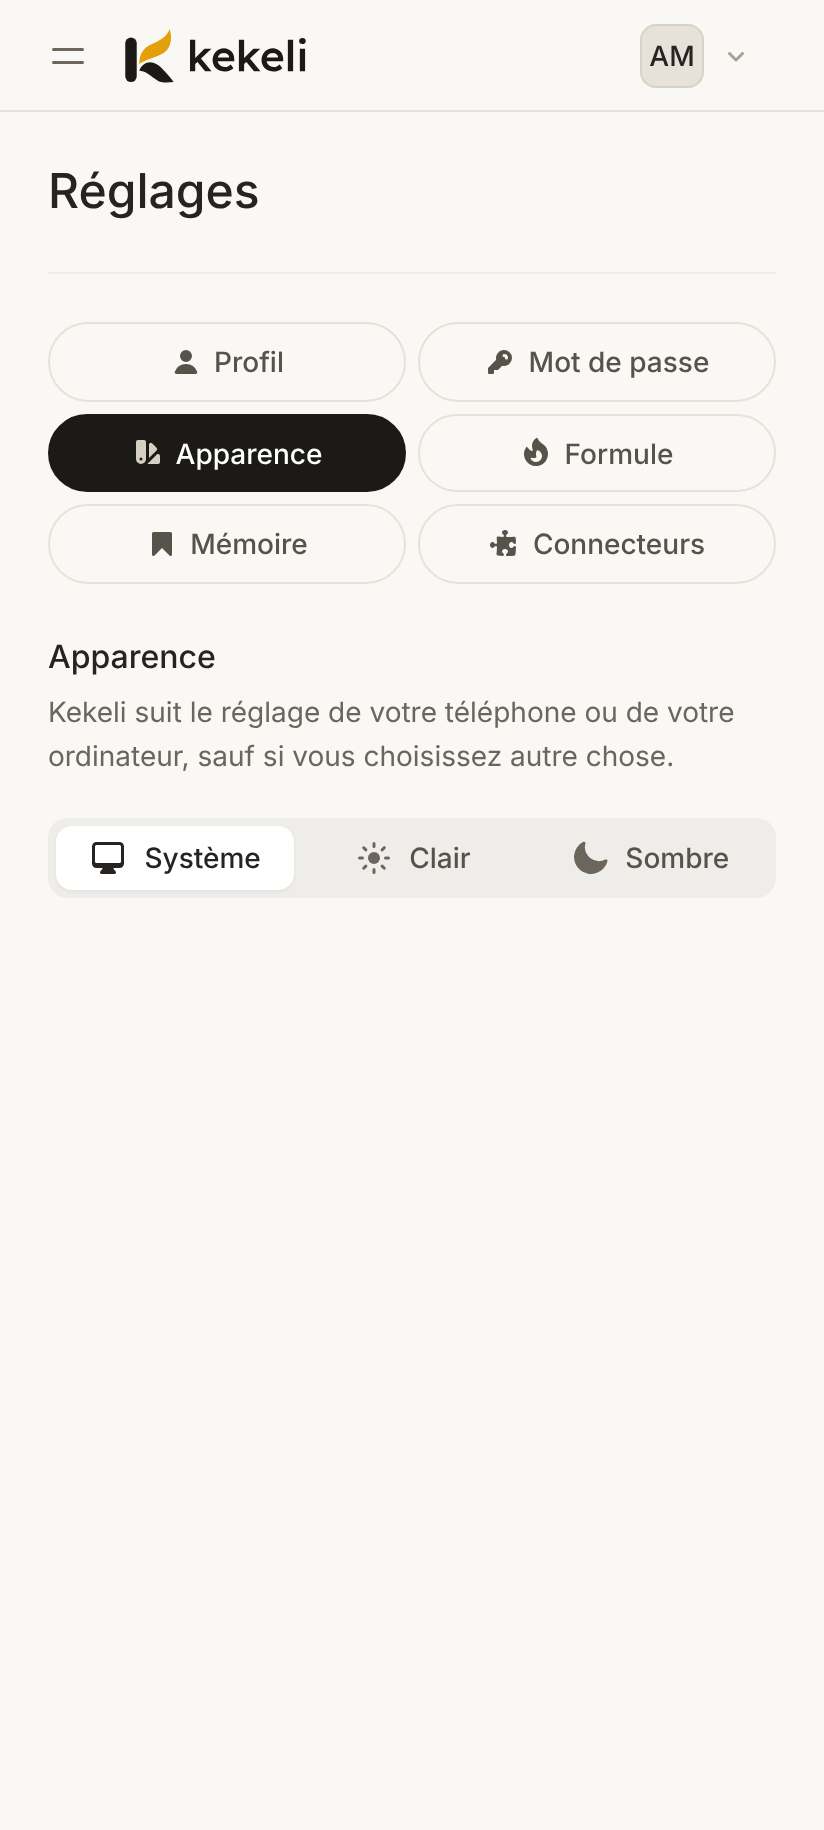 kekeli
AM
Réglages
Profil
Mot de passe
Apparence
Formule
Mémoire
Connecteurs
Apparence
Kekeli suit le réglage de votre téléphone ou de votre
ordinateur, sauf si vous choisissez autre chose.
Système
Clair
Sombre